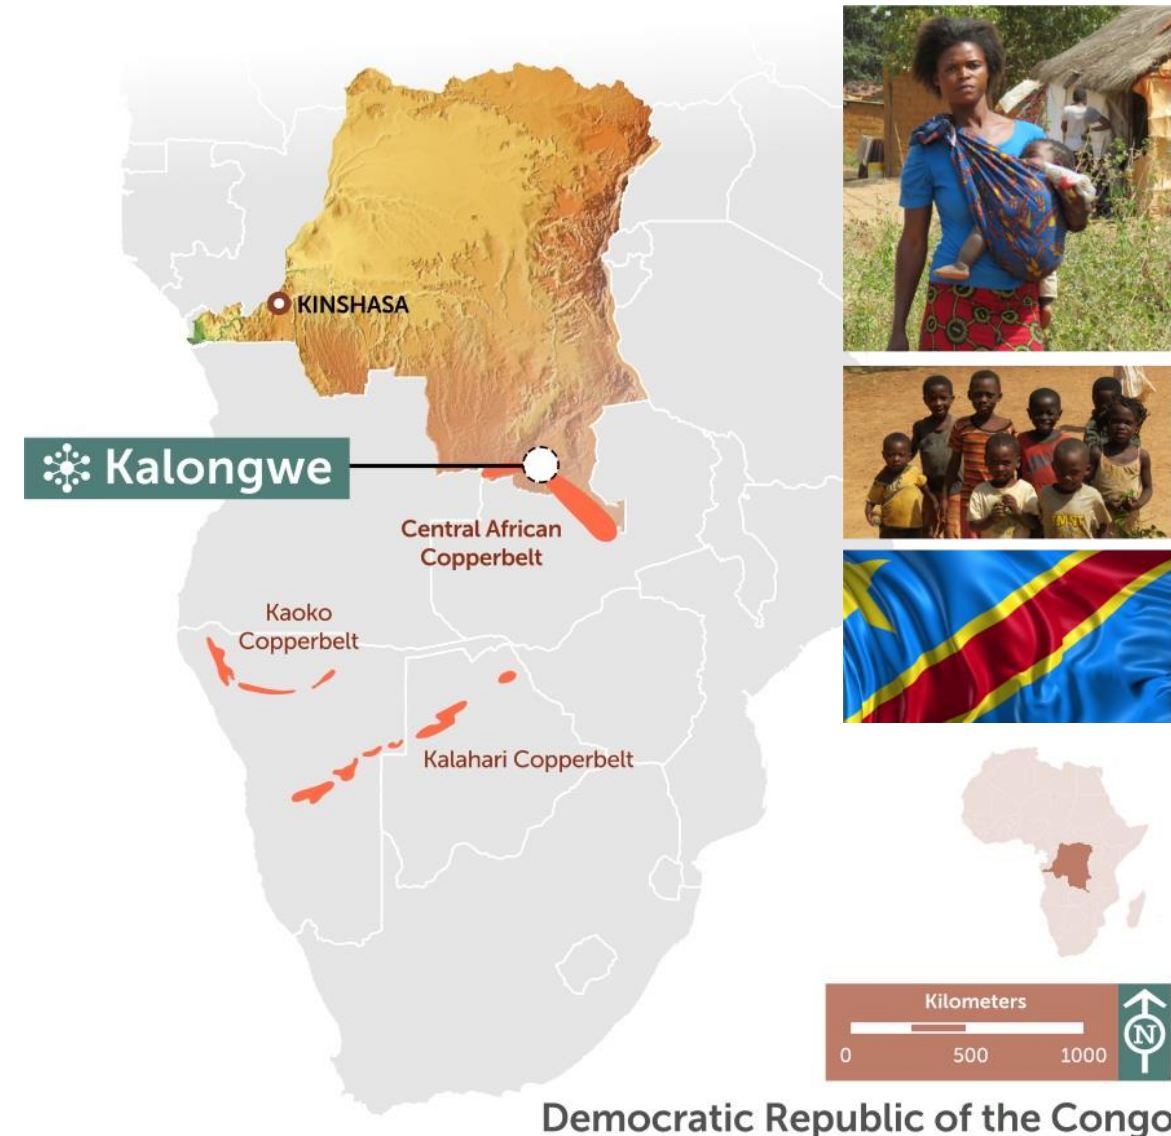 KINSHASA
Kalongwe
Central African
Copperbelt
Kaoko
Copperbelt
Kalahari Copperbelt
Kilometers
0 500 1000
N
Democratic Republic of the Congo